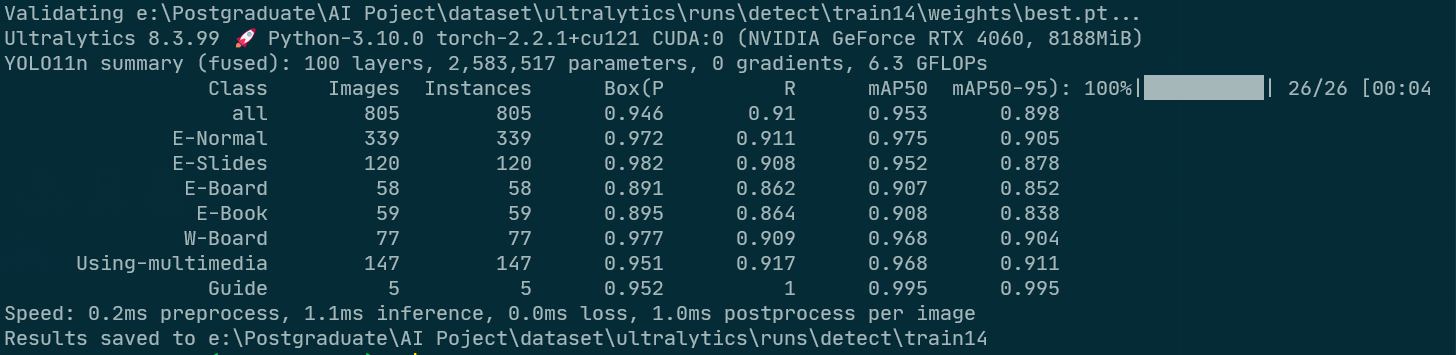 Validating e:\Postgraduate\AI Poject\dataset\ultralytics\runs\detect\train14\weights\best.pt...
Ultralytics 8.3.99 🚀 Python-3.10.0 torch-2.2.1+cu121 CUDA:0 (NVIDIA GeForce RTX 4060, 8188MiB)
YOLO11n summary (fused): 100 layers, 2,583,517 parameters, 0 gradients, 6.3 GFLOPs
Class Images Instances Box(P R mAP50 mAP50-95): 100%|██████████| 26/26 [00:04
all 805 805 0.946 0.91 0.953 0.898
E-Normal 339 339 0.972 0.911 0.975 0.905
E-Slides 120 120 0.982 0.908 0.952 0.878
E-Board 58 58 0.891 0.862 0.907 0.852
E-Book 59 59 0.895 0.864 0.908 0.838
W-Board 77 77 0.977 0.909 0.968 0.904
Using-multimedia 147 147 0.951 0.917 0.968 0.911
Guide 5 5 0.952 1 0.995 0.995
Speed: 0.2ms preprocess, 1.1ms inference, 0.0ms loss, 1.0ms postprocess per image
Results saved to e:\Postgraduate\AI Poject\dataset\ultralytics\runs\detect\train14